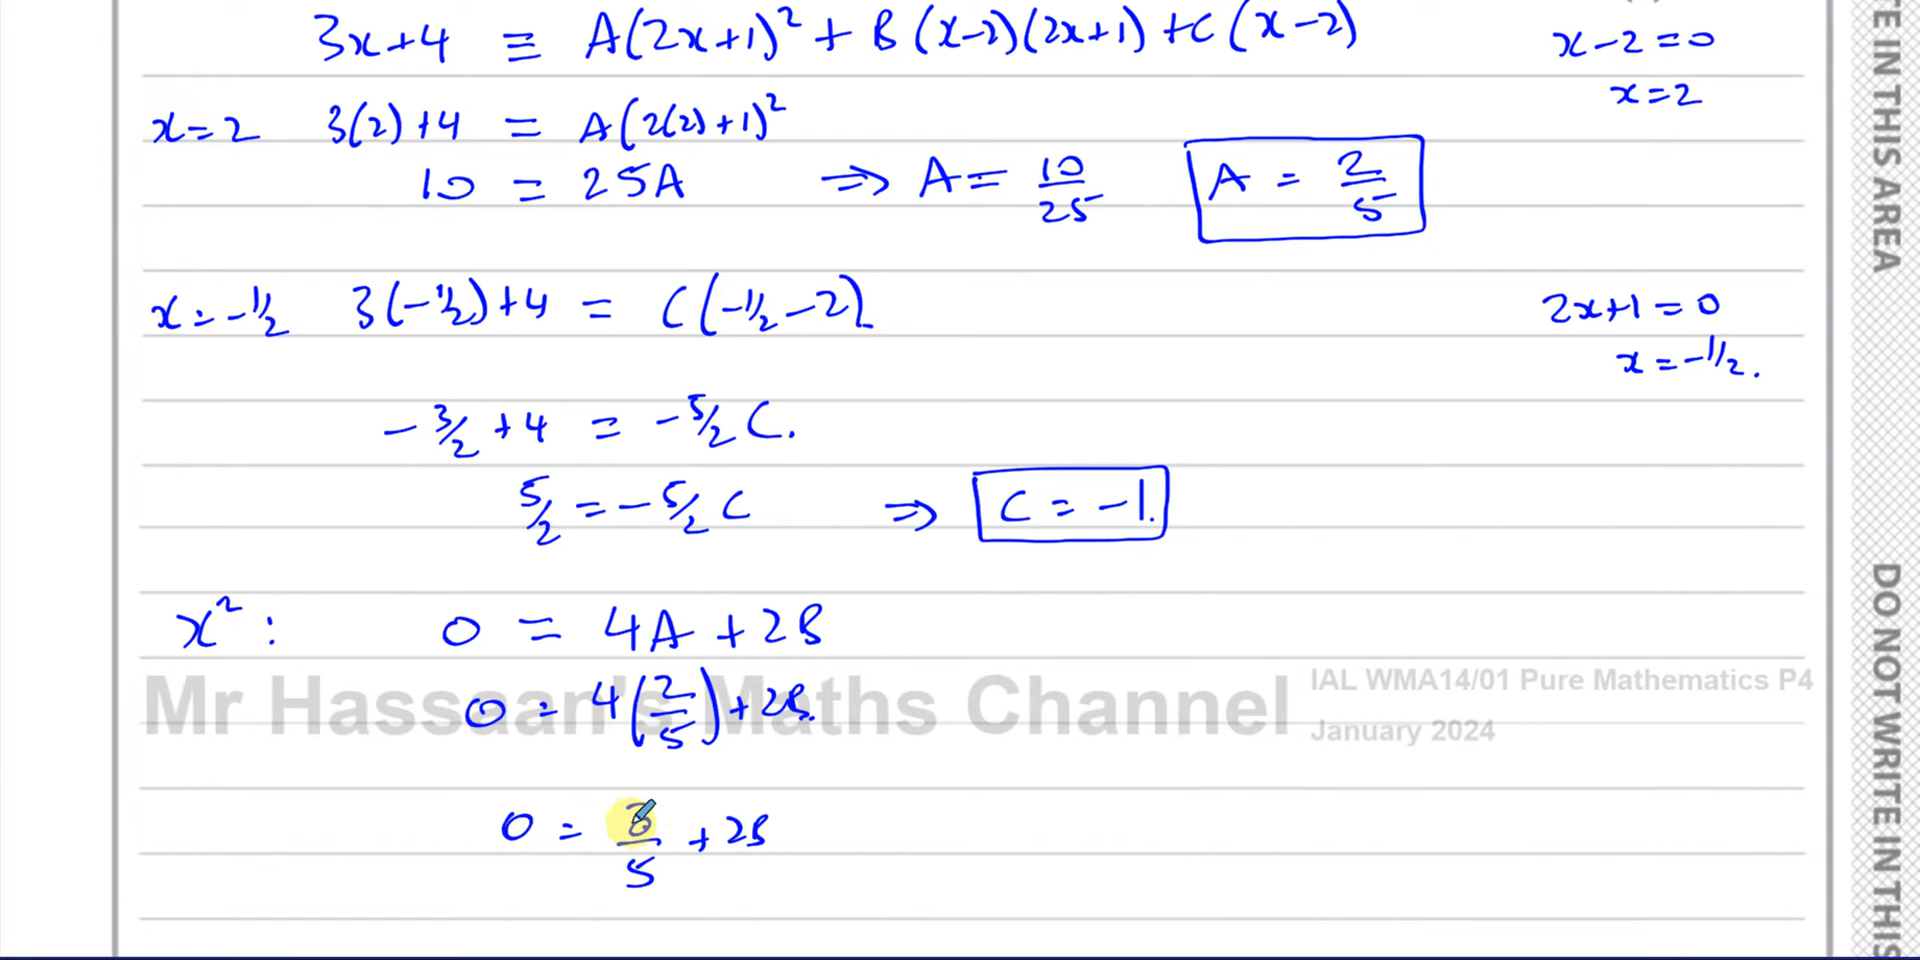 3x+4 ≡ A(2x+1)² + B(x-2)(2x+1) + C(x-2)
x-2=0
x=2
x=2 3(2)+4 = A(2(2)+1)²
10 = 25A ⇒ A = 10/25 A = 2/5
x=-1/2 3(-1/2)+4 = C(-1/2-2)
2x+1=0
x=-1/2.
-3/2+4 = -5/2 C.
5/2 = -5/2 C ⇒ C = -1.
x²: 0 = 4A+2B
0 = 4(2/5)+2B.
0 = 8/5 + 2B
Mr Hassaan's Maths Channel
IAL WMA14/01 Pure Mathematics P4
January 2024
TE IN THIS AREA
DO NOT WRITE IN THIS